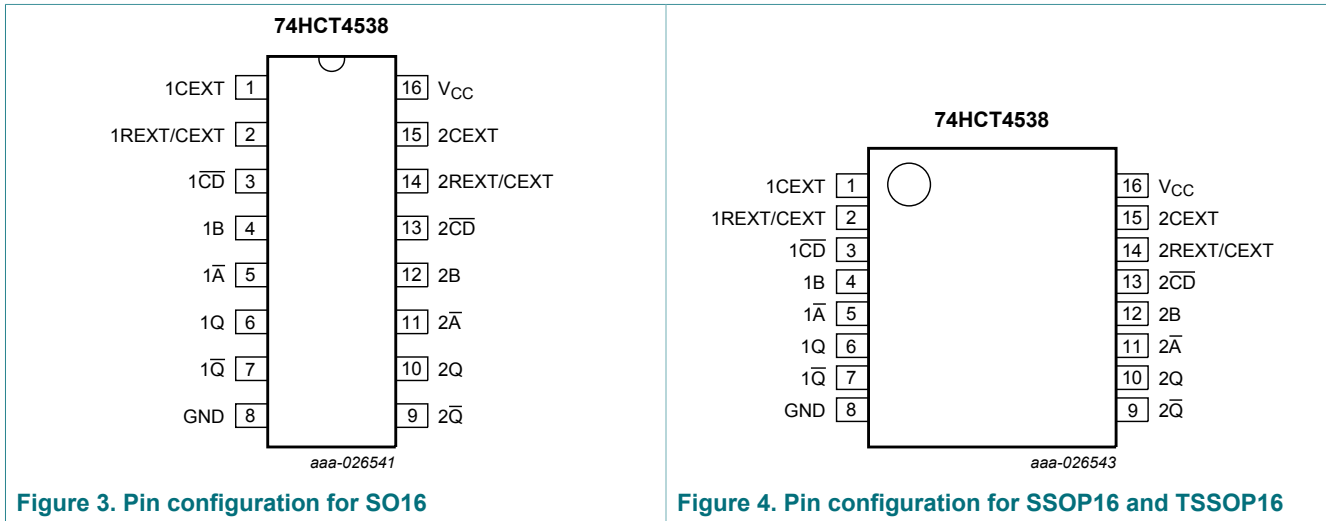 74HCT4538
1CEXT 1
16 V_CC
1REXT/CEXT 2
15 2CEXT
1C̅D̅ 3
14 2REXT/CEXT
1B 4
13 2C̅D̅
1A̅ 5
12 2B
1Q 6
11 2A̅
1Q̅ 7
10 2Q
GND 8
9 2Q̅
aaa-026541
Figure 3. Pin configuration for SO16
74HCT4538
1CEXT 1
16 V_CC
1REXT/CEXT 2
15 2CEXT
1C̅D̅ 3
14 2REXT/CEXT
1B 4
13 2C̅D̅
1A̅ 5
12 2B
1Q 6
11 2A̅
1Q̅ 7
10 2Q
GND 8
9 2Q̅
aaa-026543
Figure 4. Pin configuration for SSOP16 and TSSOP16